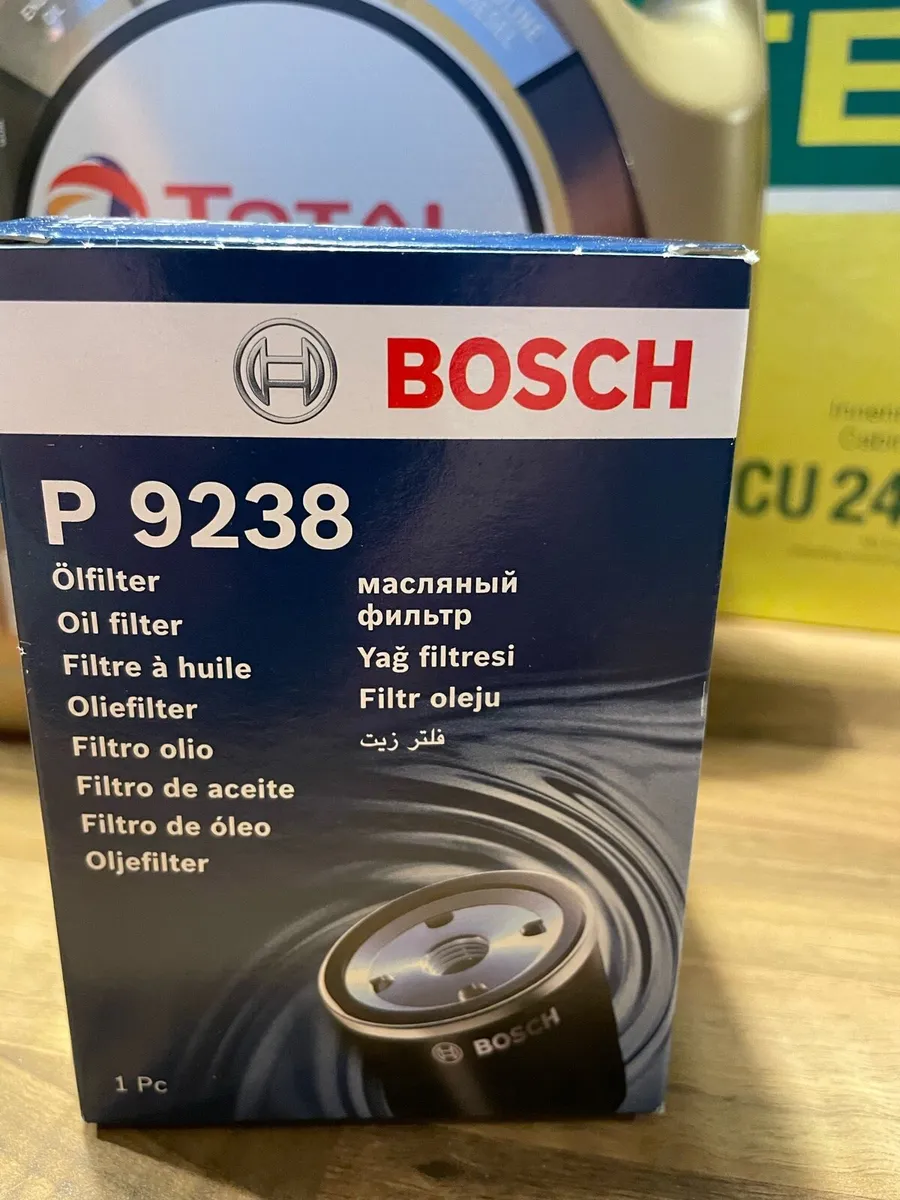 TOTAL
TE
BOSCH
P 9238
Ölfilter
Oil filter
Filtre à huile
Oliefilter
Filtro olio
Filtro de aceite
Filtro de óleo
Oljefilter
масляный
фильтр
Yağ filtresi
Filtr oleju
فلتر زيت
CU 24
BOSCH
1 Pc